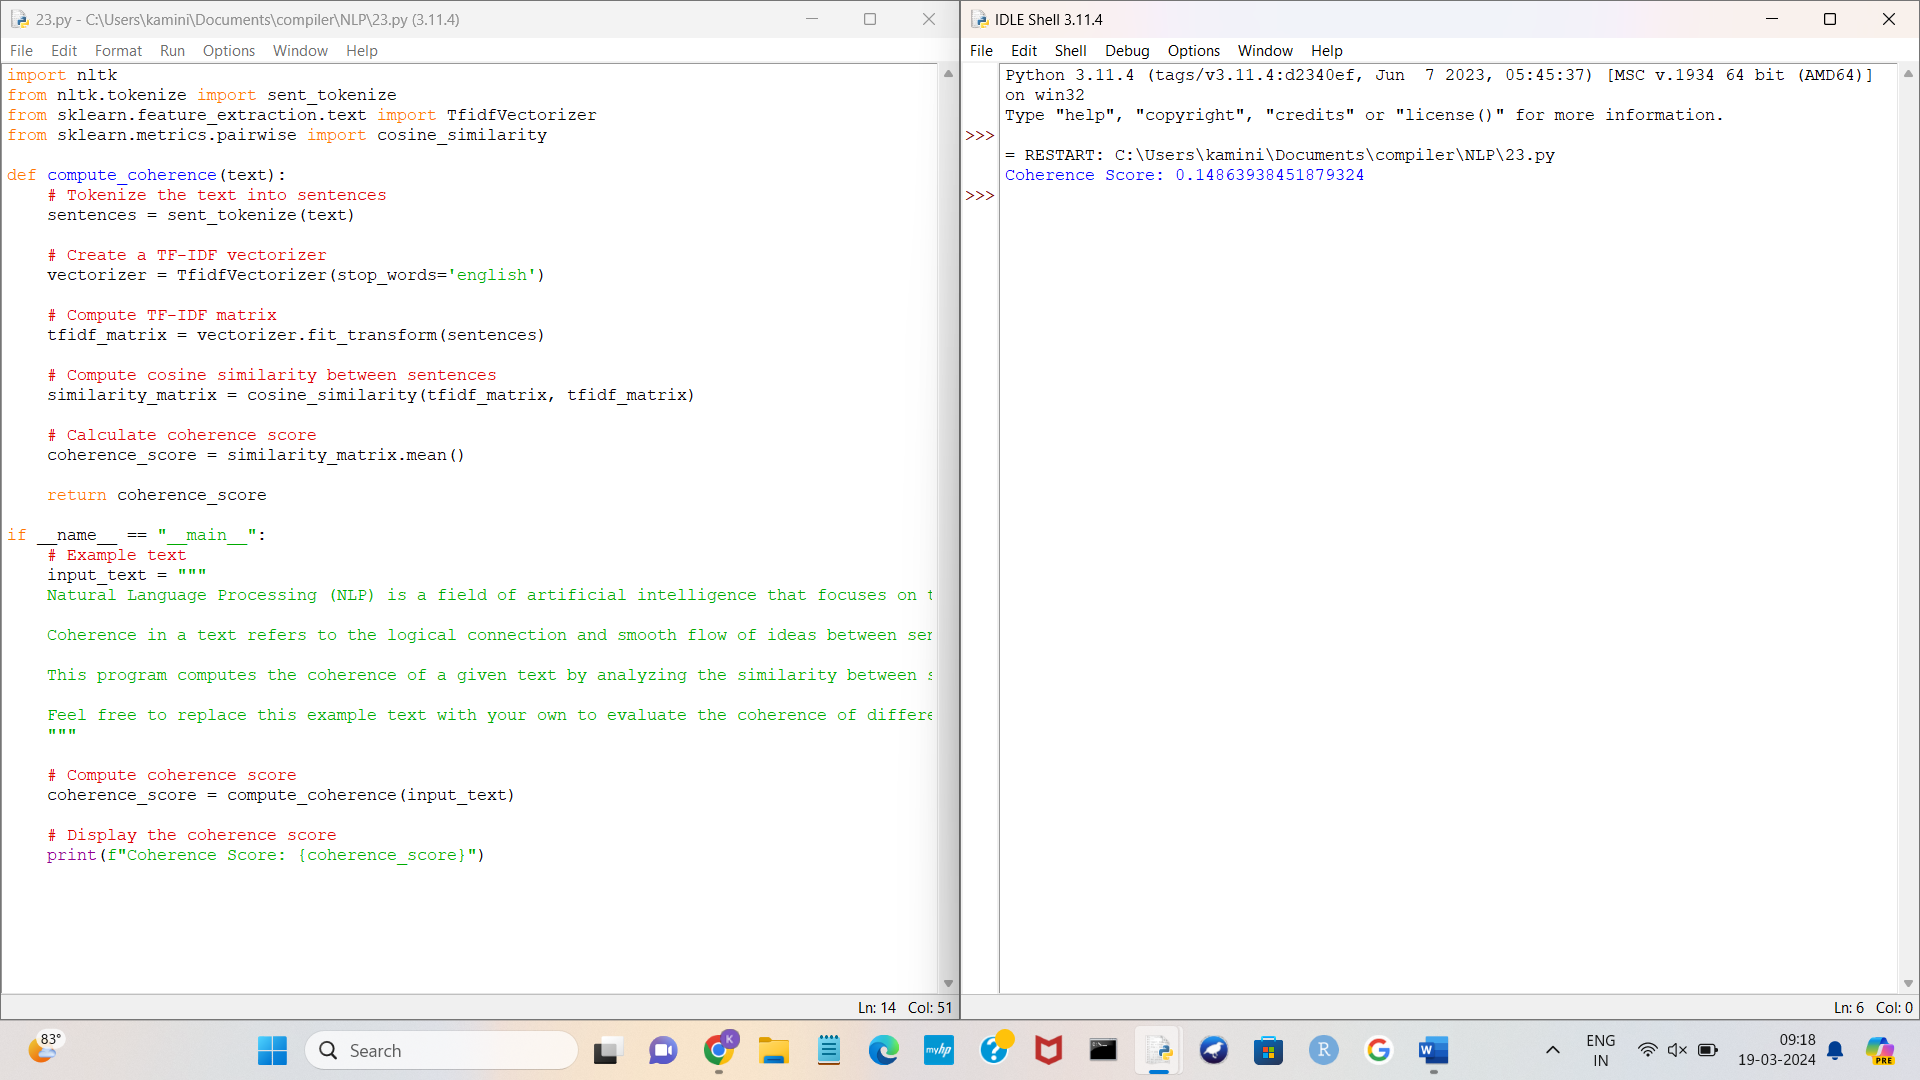 23.py - C:\Users\kamini\Documents\compiler\NLP\23.py (3.11.4)
File Edit Format Run Options Window Help
import nltk
from nltk.tokenize import sent_tokenize
from sklearn.feature_extraction.text import TfidfVectorizer
from sklearn.metrics.pairwise import cosine_similarity
def compute_coherence(text):
# Tokenize the text into sentences
sentences = sent_tokenize(text)
# Create a TF-IDF vectorizer
vectorizer = TfidfVectorizer(stop_words='english')
# Compute TF-IDF matrix
tfidf_matrix = vectorizer.fit_transform(sentences)
# Compute cosine similarity between sentences
similarity_matrix = cosine_similarity(tfidf_matrix, tfidf_matrix)
# Calculate coherence score
coherence_score = similarity_matrix.mean()
return coherence_score
if __name__ == "__main__":
# Example text
input_text = """
Natural Language Processing (NLP) is a field of artificial intelligence that focuses on t
Coherence in a text refers to the logical connection and smooth flow of ideas between sen
This program computes the coherence of a given text by analyzing the similarity between s
Feel free to replace this example text with your own to evaluate the coherence of differe
"""
# Compute coherence score
coherence_score = compute_coherence(input_text)
# Display the coherence score
print(f"Coherence Score: {coherence_score}")
Ln: 14 Col: 51
IDLE Shell 3.11.4
File Edit Shell Debug Options Window Help
Python 3.11.4 (tags/v3.11.4:d2340ef, Jun  7 2023, 05:45:37) [MSC v.1934 64 bit (AMD64)]
on win32
Type "help", "copyright", "credits" or "license()" for more information.
>>>
= RESTART: C:\Users\kamini\Documents\compiler\NLP\23.py
Coherence Score: 0.14863938451879324
>>>
Ln: 6 Col: 0
83°
Search
K
myhp
?
R
G
W
ENG
IN
09:18
19-03-2024
PRE